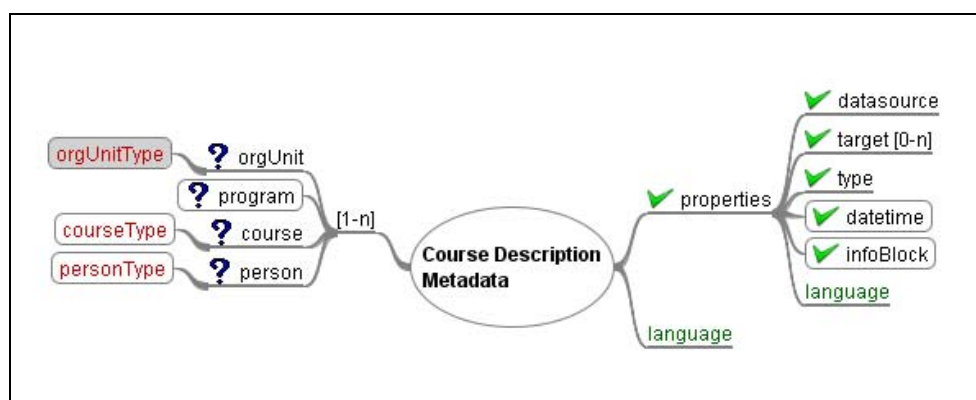 orgUnitType
? orgUnit
? program
courseType
? course
personType
? person
[1-n]
Course Description
Metadata
properties
datasource
target [0-n]
type
datetime
infoBlock
language
language